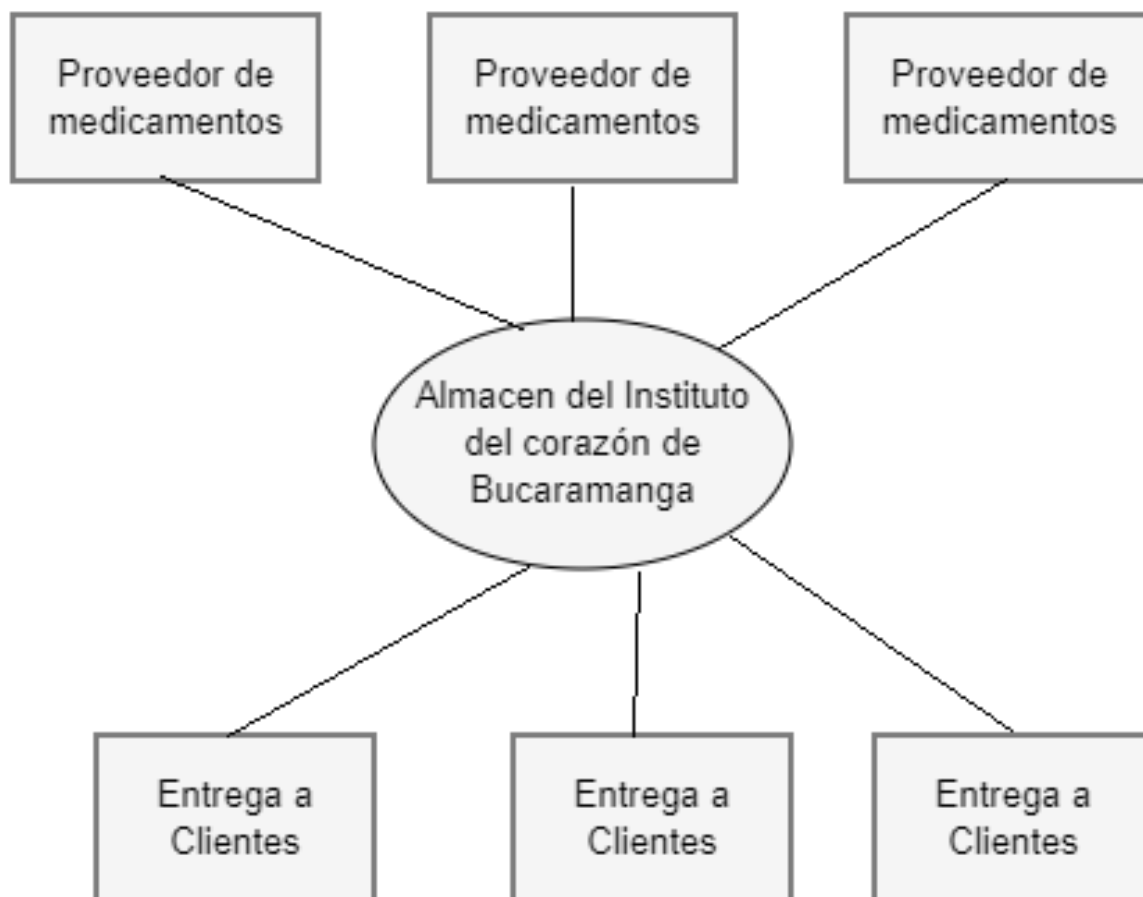 Proveedor de
medicamentos
Proveedor de
medicamentos
Proveedor de
medicamentos
Almacen del Instituto
del corazón de
Bucaramanga
Entrega a
Clientes
Entrega a
Clientes
Entrega a
Clientes